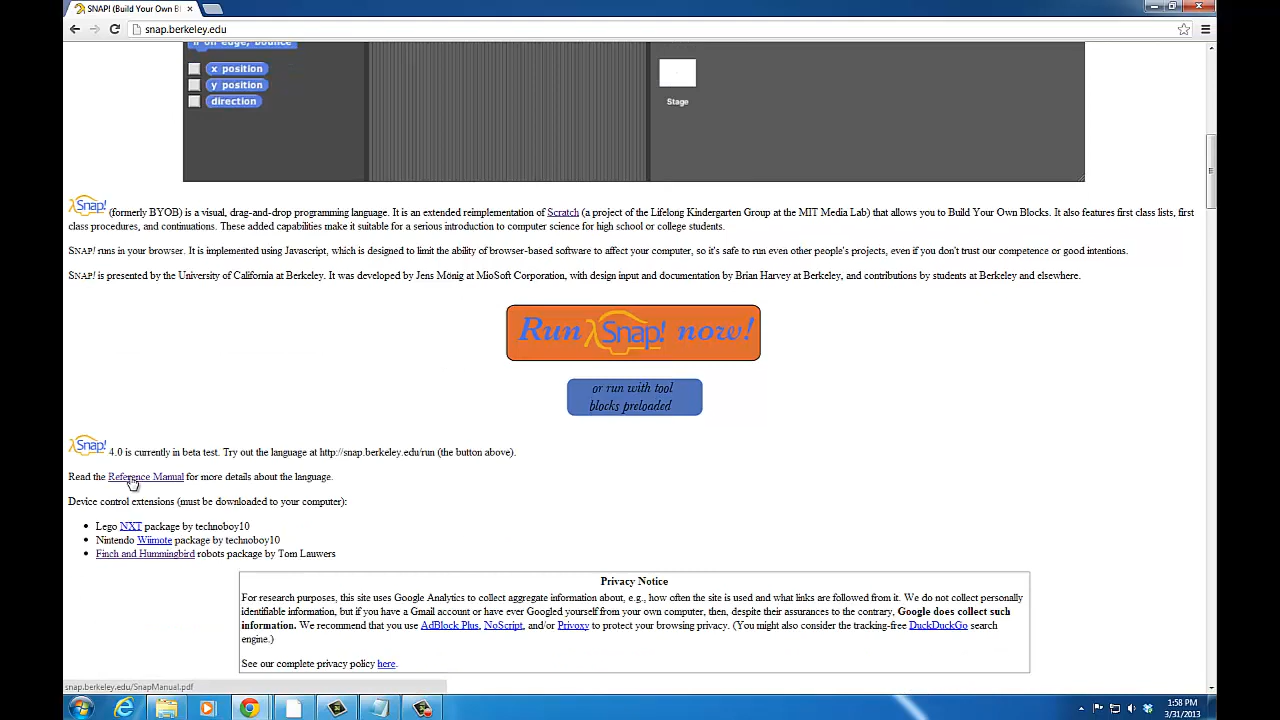 SNAP! (Build Your Own Bl
snap.berkeley.edu
if on edge, bounce
x position
y position
direction
Stage
Snap! (formerly BYOB) is a visual, drag-and-drop programming language. It is an extended reimplementation of Scratch (a project of the Lifelong Kindergarten Group at the MIT Media Lab) that allows you to Build Your Own Blocks. It also features first class lists, first
class procedures, and continuations. These added capabilities make it suitable for a serious introduction to computer science for high school or college students.
SNAP! runs in your browser. It is implemented using Javascript, which is designed to limit the ability of browser-based software to affect your computer, so it's safe to run even other people's projects, even if you don't trust our competence or good intentions.
SNAP! is presented by the University of California at Berkeley. It was developed by Jens Mönig at MioSoft Corporation, with design input and documentation by Brian Harvey at Berkeley, and contributions by students at Berkeley and elsewhere.
Run λSnap! now!
or run with tool
blocks preloaded
Snap! 4.0 is currently in beta test. Try out the language at http://snap.berkeley.edu/run (the button above).
Read the Reference Manual for more details about the language.
Device control extensions (must be downloaded to your computer):
• Lego NXT package by technoboy10
• Nintendo Wiimote package by technoboy10
• Finch and Hummingbird robots package by Tom Lauwers
Privacy Notice
For research purposes, this site uses Google Analytics to collect aggregate information about, e.g., how often the site is used and what links are followed from it. We do not collect personally
identifiable information, but if you have a Gmail account or have ever Googled yourself from your own computer, then, despite their assurances to the contrary, Google does collect such
information. We recommend that you use AdBlock Plus, NoScript, and/or Privoxy to protect your browsing privacy. (You might also consider the tracking-free DuckDuckGo search
engine.)
See our complete privacy policy here.
snap.berkeley.edu/SnapManual.pdf
1:58 PM
3/31/2013